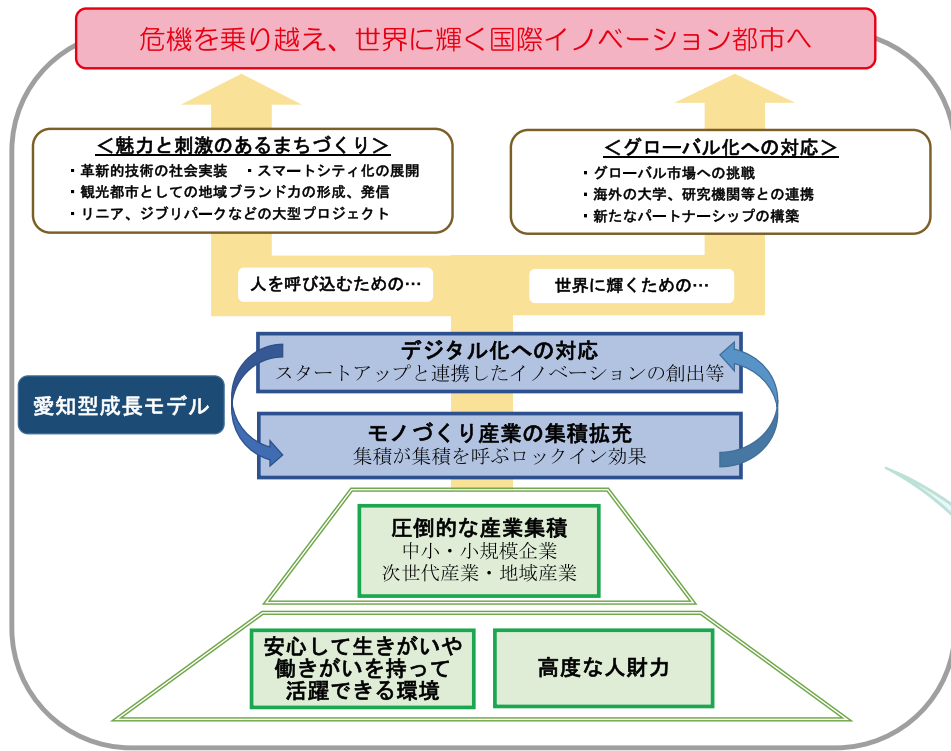 危機を乗り越え、世界に輝く国際イノベーション都市へ
＜魅力と刺激のあるまちづくり＞
・革新的技術の社会実装　・スマートシティ化の展開
・観光都市としての地域ブランド力の形成、発信
・リニア、ジブリパークなどの大型プロジェクト
＜グローバル化への対応＞
・グローバル市場への挑戦
・海外の大学、研究機関等との連携
・新たなパートナーシップの構築
人を呼び込むための…
世界に輝くための…
デジタル化への対応
スタートアップと連携したイノベーションの創出等
愛知型成長モデル
モノづくり産業の集積拡充
集積が集積を呼ぶロックイン効果
圧倒的な産業集積
中小・小規模企業
次世代産業・地域産業
安心して生きがいや
働きがいを持って
活躍できる環境
高度な人財力